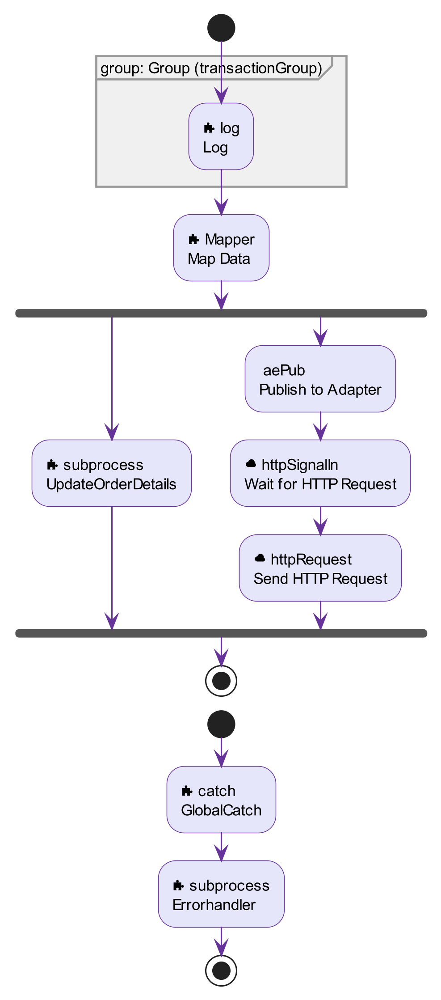 group: Group (transactionGroup)
log
Log
Mapper
Map Data
aePub
Publish to Adapter
subprocess
UpdateOrderDetails
httpSignalIn
Wait for HTTP Request
httpRequest
Send HTTP Request
catch
GlobalCatch
subprocess
Errorhandler